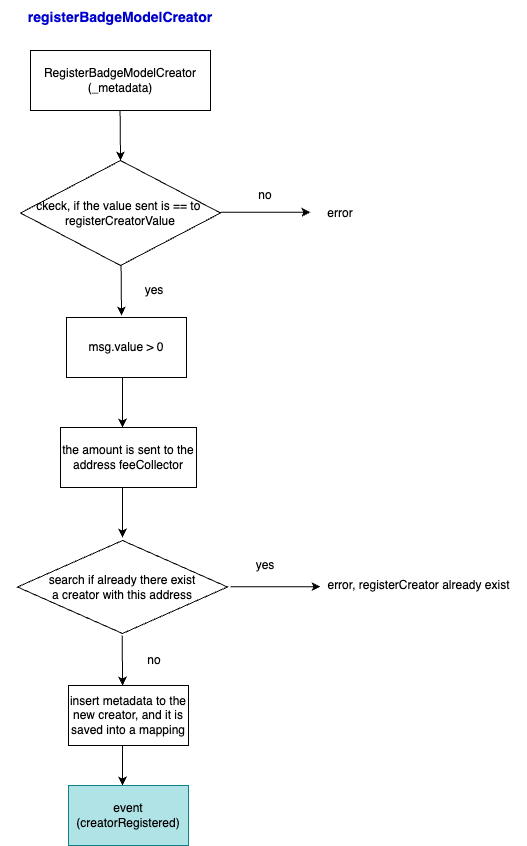 registerBadgeModelCreator
RegisterBadgeModelCreator
(_metadata)
ckeck, if the value sent is == to
registerCreatorValue
no
error
yes
msg.value > 0
the amount is sent to the
address feeCollector
search if already there exist
a creator with this address
yes
error, registerCreator already exist
no
insert metadata to the
new creator, and it is
saved into a mapping
event
(creatorRegistered)